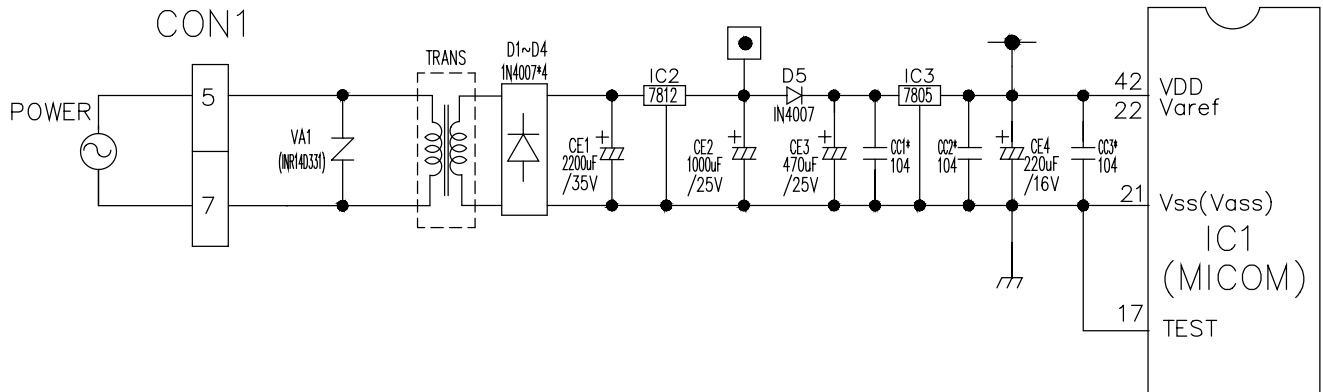 CON1
POWER
5
7
VA1
(INR14D331)
TRANS
D1~D4
1N4007*4
CE1
2200uF
/35V
IC2
7812
CE2
1000uF
/25V
D5
IN4007
CE3
470uF
/25V
CC1*
104
IC3
7805
CC2*
104
CE4
220uF
/16V
CC3*
104
42
22
21
17
VDD
Varef
Vss(Vass)
IC1
(MICOM)
TEST